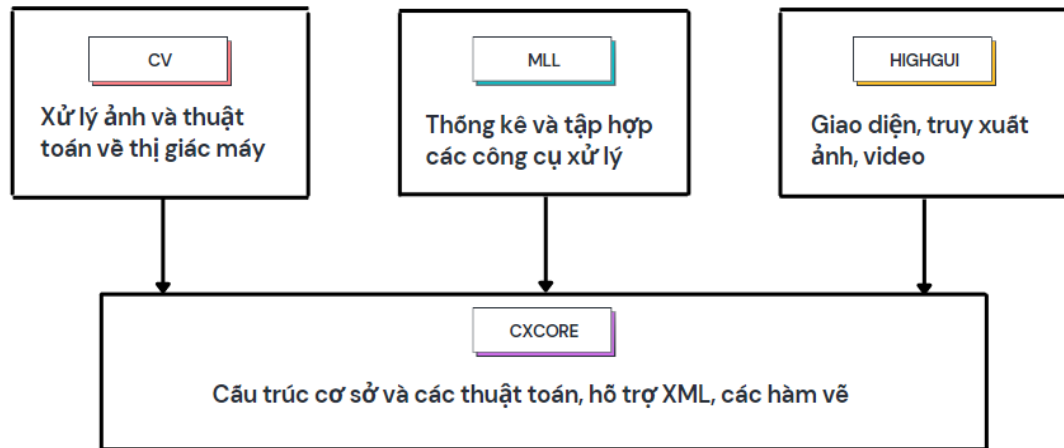 CV
Xử lý ảnh và thuật
toán về thị giác máy
MLL
Thống kê và tập hợp
các công cụ xử lý
HIGHGUI
Giao diện, truy xuất
ảnh, video
CXCORE
Cấu trúc cơ sở và các thuật toán, hỗ trợ XML, các hàm vẽ